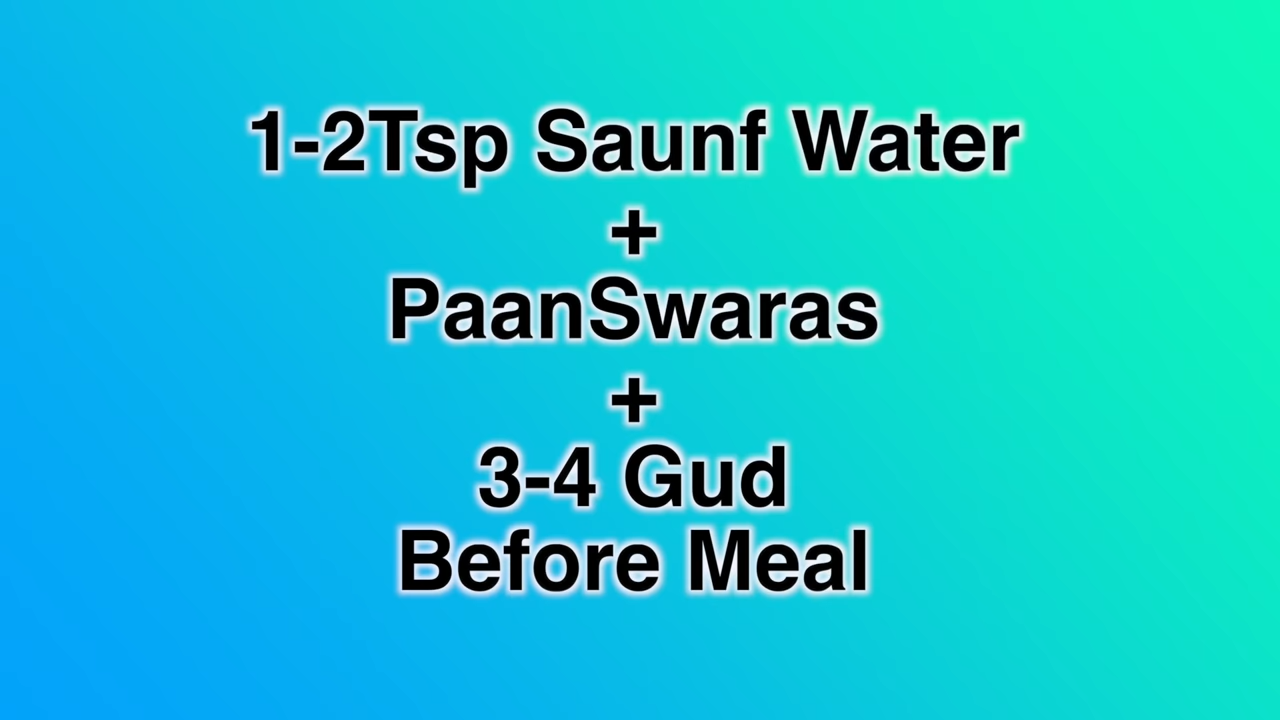 1-2Tsp Saunf Water
+
PaanSwaras
+
3-4 Gud
Before Meal